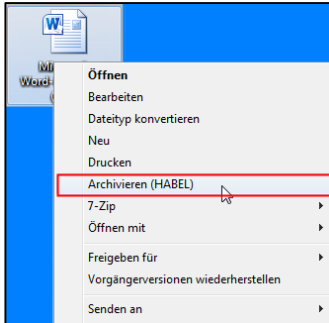 Öffnen
Bearbeiten
Dateityp konvertieren
Neu
Drucken
Archivieren (HABEL)
7-Zip
Öffnen mit
Freigeben für
Vorgängerversionen wiederherstellen
Senden an